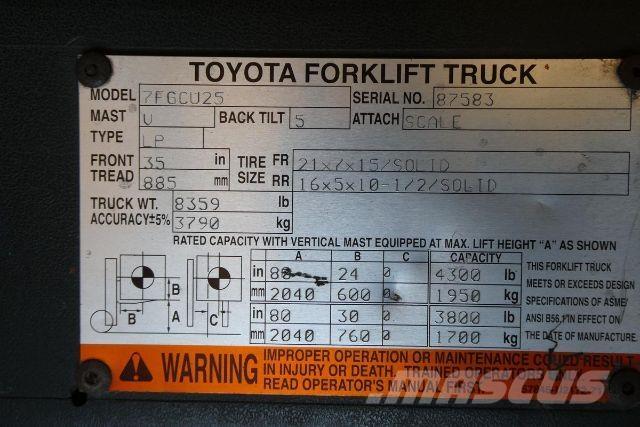 TOYOTA FORKLIFT TRUCK
MODEL 7FGCU25 SERIAL NO. 87583
MAST V BACK TILT 5 ATTACH SCALE
TYPE LP
FRONT TREAD 35 in TIRE SIZE FR 21x7x15/SOLID
885 mm RR 16x5x10-1/2/SOLID
TRUCK WT. 8359 lb
ACCURACY±5% 3790 kg
RATED CAPACITY WITH VERTICAL MAST EQUIPPED AT MAX. LIFT HEIGHT "A" AS SHOWN
A B C CAPACITY
in 80 24 0 4300 lb THIS FORKLIFT TRUCK
mm 2040 600 0 1950 kg MEETS OR EXCEEDS DESIGN
SPECIFICATIONS OF ASME/
in 80 30 0 3800 lb ANSI B56.1 IN EFFECT ON
mm 2040 760 0 1700 kg THE DATE OF MANUFACTURE.
B B A C
WARNING IMPROPER OPERATION OR MAINTENANCE COULD RESULT
IN INJURY OR DEATH. TRAINED OPERATORS ONLY.
READ OPERATOR'S MANUAL FIRST.
MASCUS